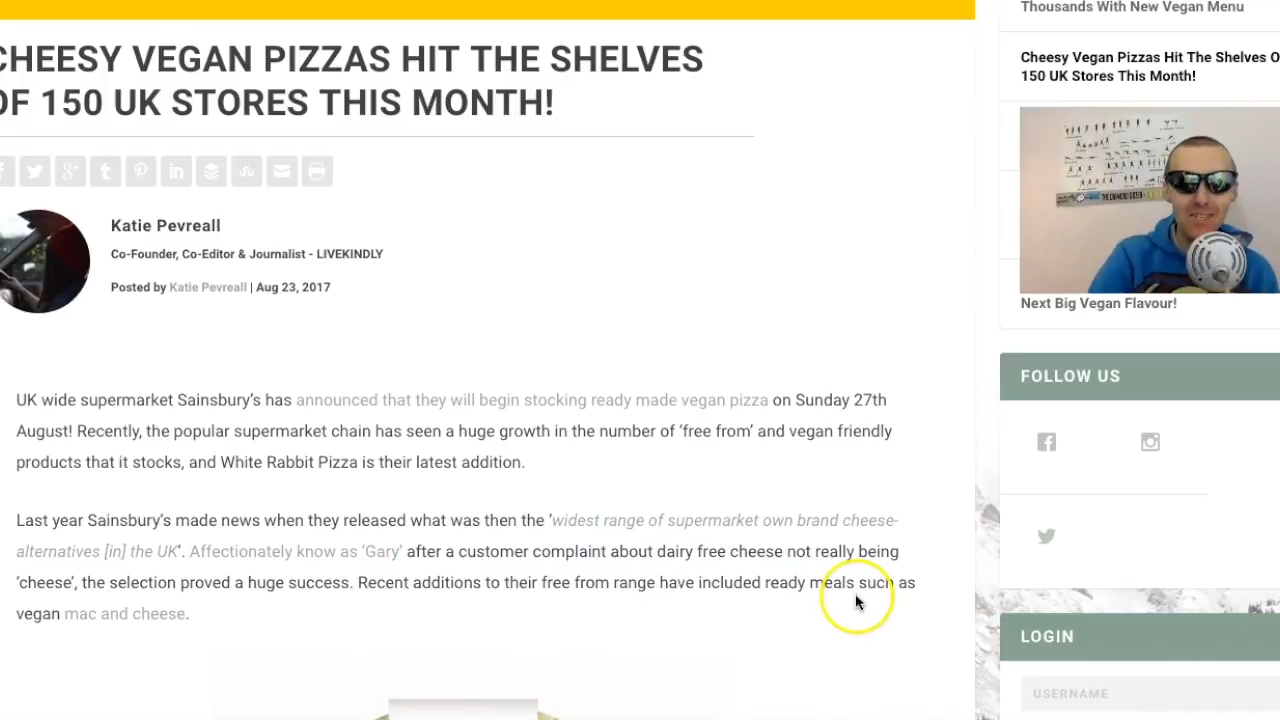 Thousands With New Vegan Menu
CHEESY VEGAN PIZZAS HIT THE SHELVES
OF 150 UK STORES THIS MONTH!
Cheesy Vegan Pizzas Hit The Shelves O
150 UK Stores This Month!
Katie Pevreall
Co-Founder, Co-Editor & Journalist - LIVEKINDLY
Posted by Katie Pevreall | Aug 23, 2017
Next Big Vegan Flavour!
FOLLOW US
UK wide supermarket Sainsbury's has announced that they will begin stocking ready made vegan pizza on Sunday 27th
August! Recently, the popular supermarket chain has seen a huge growth in the number of 'free from' and vegan friendly
products that it stocks, and White Rabbit Pizza is their latest addition.
Last year Sainsbury's made news when they released what was then the 'widest range of supermarket own brand cheese-
alternatives [in] the UK'. Affectionately know as 'Gary' after a customer complaint about dairy free cheese not really being
'cheese', the selection proved a huge success. Recent additions to their free from range have included ready meals such as
vegan mac and cheese.
LOGIN
USERNAME